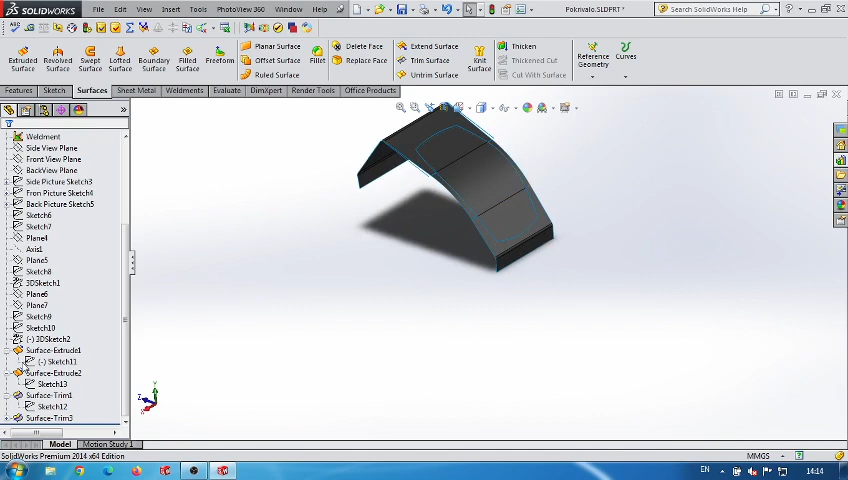 SOLIDWORKS File Edit View Insert Tools PhotoView 360 Window Help Pokrivalo.SLDPRT * Search SolidWorks Help
Extruded Surface
Revolved Surface
Swept Surface
Lofted Surface
Boundary Surface
Filled Surface
Freeform
Planar Surface
Offset Surface
Ruled Surface
Fillet
Delete Face
Replace Face
Extend Surface
Trim Surface
Untrim Surface
Knit Surface
Thicken
Thickened Cut
Cut With Surface
Reference Geometry
Curves
Features Sketch Surfaces Sheet Metal Weldments Evaluate DimXpert Render Tools Office Products
Weldment
Side View Plane
Front View Plane
BackView Plane
Side Picture Sketch3
Fron Picture Sketch4
Back Picture Sketch5
Sketch6
Sketch7
Plane4
Axis1
Plane5
Sketch8
3DSketch1
Plane6
Plane7
Sketch9
Sketch10
(-) 3DSketch2
Surface-Extrude1
(-) Sketch11
Surface-Extrude2
Sketch13
Surface-Trim1
Sketch12
Surface-Trim3
Y
Z
X
Model Motion Study 1
SolidWorks Premium 2014 x64 Edition MMGS
EN 14:14